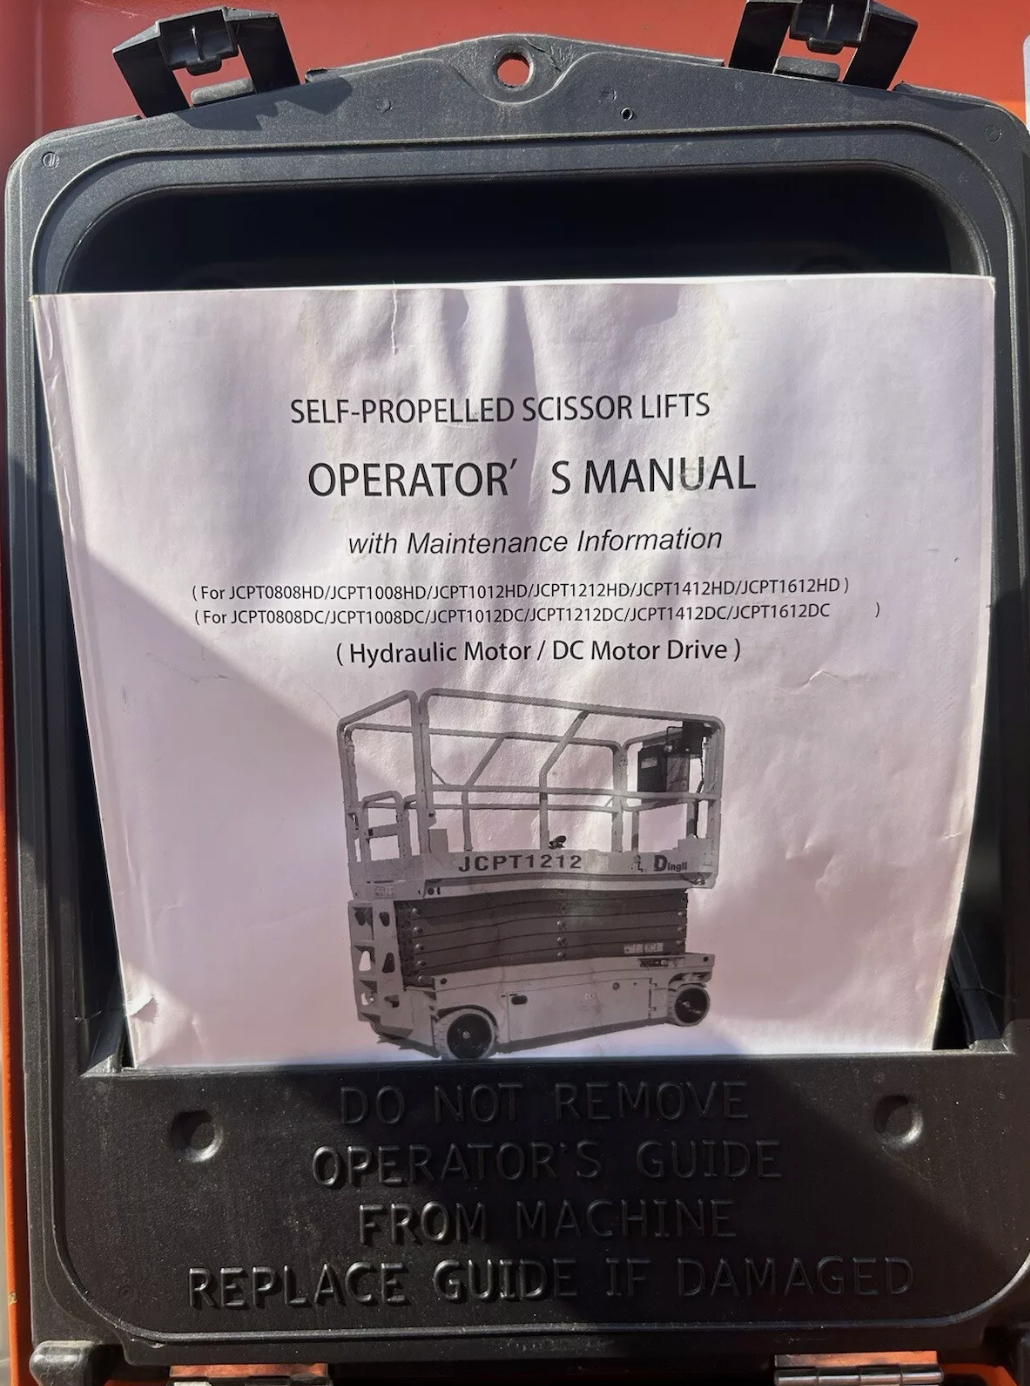 SELF-PROPELLED SCISSOR LIFTS
OPERATOR' S MANUAL
with Maintenance Information
( For JCPT0808HD/JCPT1008HD/JCPT1012HD/JCPT1212HD/JCPT1412HD/JCPT1612HD )
( For JCPT0808DC/JCPT1008DC/JCPT1012DC/JCPT1212DC/JCPT1412DC/JCPT1612DC )
( Hydraulic Motor / DC Motor Drive )
JCPT1212
Dingli
DO NOT REMOVE
OPERATOR'S GUIDE
FROM MACHINE
REPLACE GUIDE IF DAMAGED